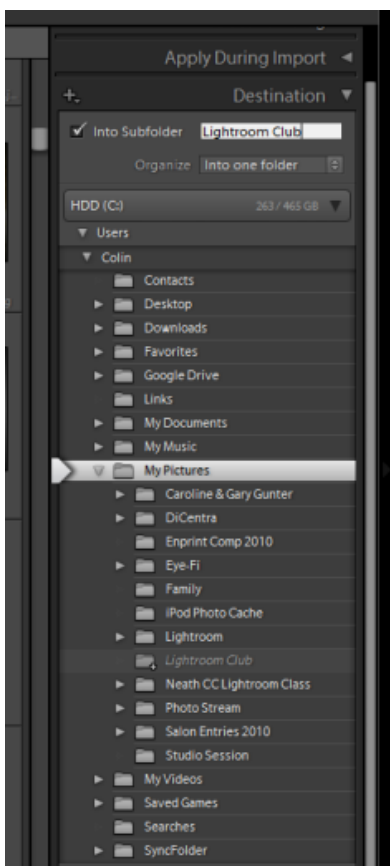 Apply During Import
Destination
Into Subfolder Lightroom Club
Organize Into one folder
HDD (C:) 263 / 465 GB
Users
Colin
Contacts
Desktop
Downloads
Favorites
Google Drive
Links
My Documents
My Music
My Pictures
Caroline & Gary Gunter
DiCentra
Enprint Comp 2010
Eye-Fi
Family
iPod Photo Cache
Lightroom
Lightroom Club
Neath CC Lightroom Class
Photo Stream
Salon Entries 2010
Studio Session
My Videos
Saved Games
Searches
SyncFolder